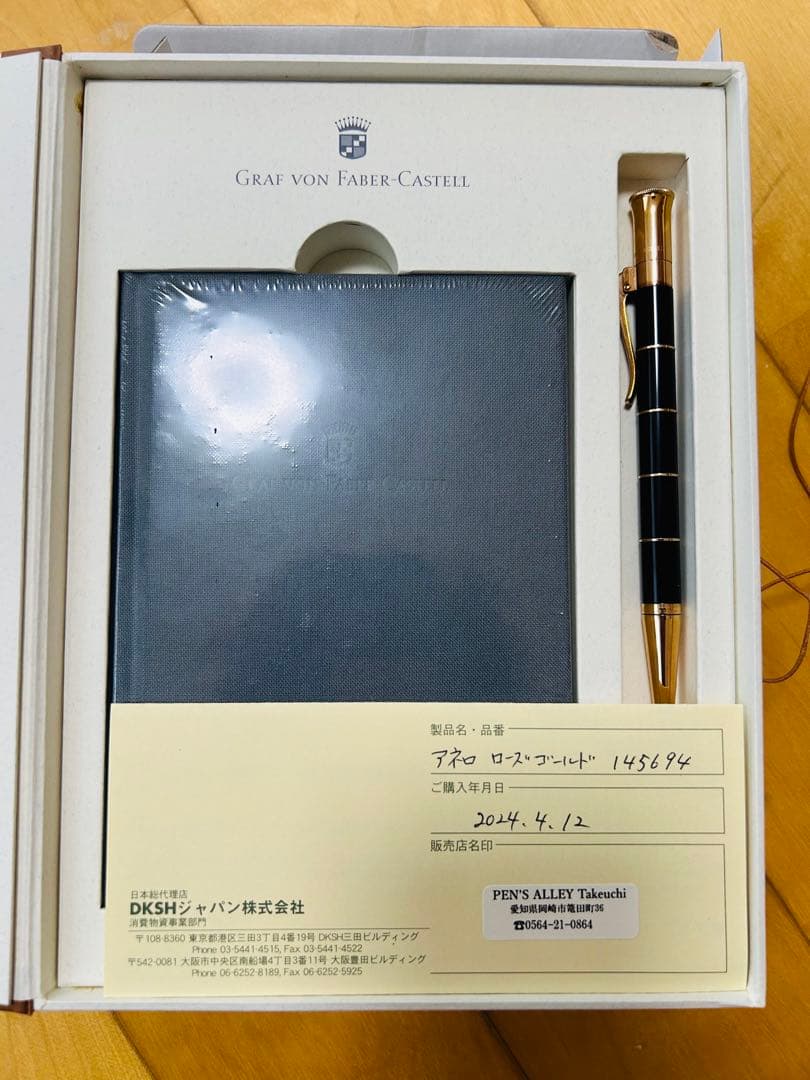 GRAF VON FABER-CASTELL
GRAF VON FABER-CASTELL
製品名・品番
アネロ ローズゴールド 145694
ご購入年月日
2024.4.12
販売店名印
PEN'S ALLEY Takeuchi
愛知県岡崎市篭田町36
☎0564-21-0864
日本総代理店
DKSHジャパン株式会社
消費物資事業部門
〒108-8360 東京都港区三田3丁目4番19号 DKSH三田ビルディング
Phone 03-5441-4515, Fax 03-5441-4522
〒542-0081 大阪市中央区南船場4丁目3番11号 大阪豊田ビルディング
Phone 06-6252-8189, Fax 06-6252-5925